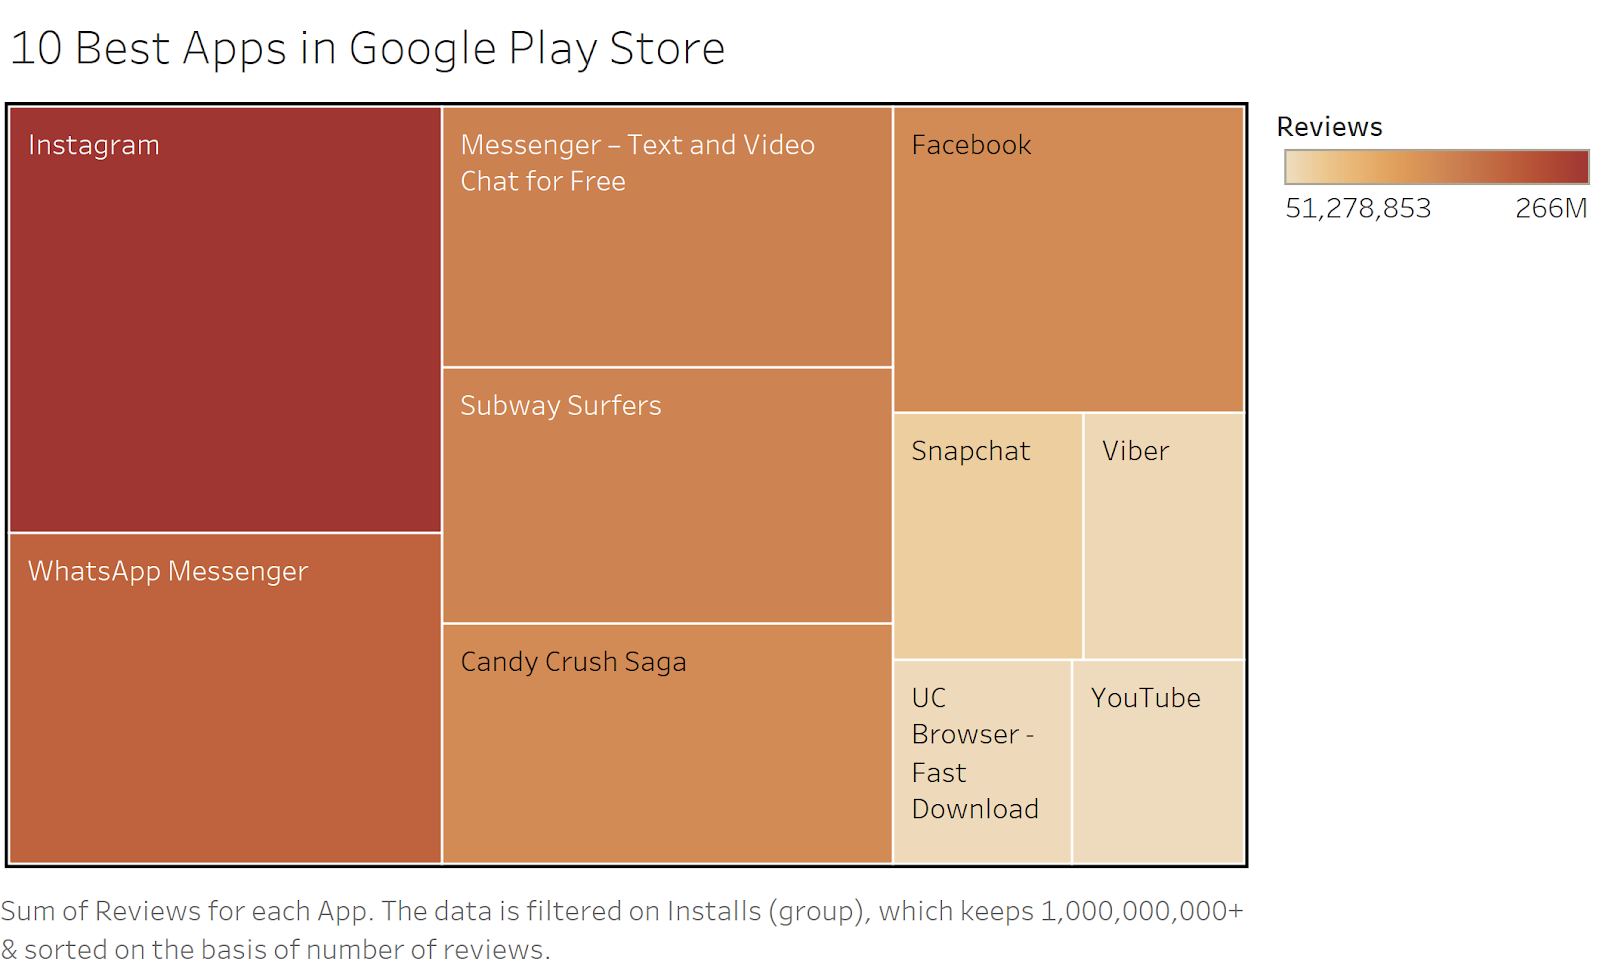 10 Best Apps in Google Play Store
Instagram
WhatsApp Messenger
Messenger – Text and Video
Chat for Free
Subway Surfers
Candy Crush Saga
Facebook
Snapchat
Viber
UC
Browser -
Fast
Download
YouTube
Reviews
51,278,853 266M
Sum of Reviews for each App. The data is filtered on Installs (group), which keeps 1,000,000,000+
& sorted on the basis of number of reviews.